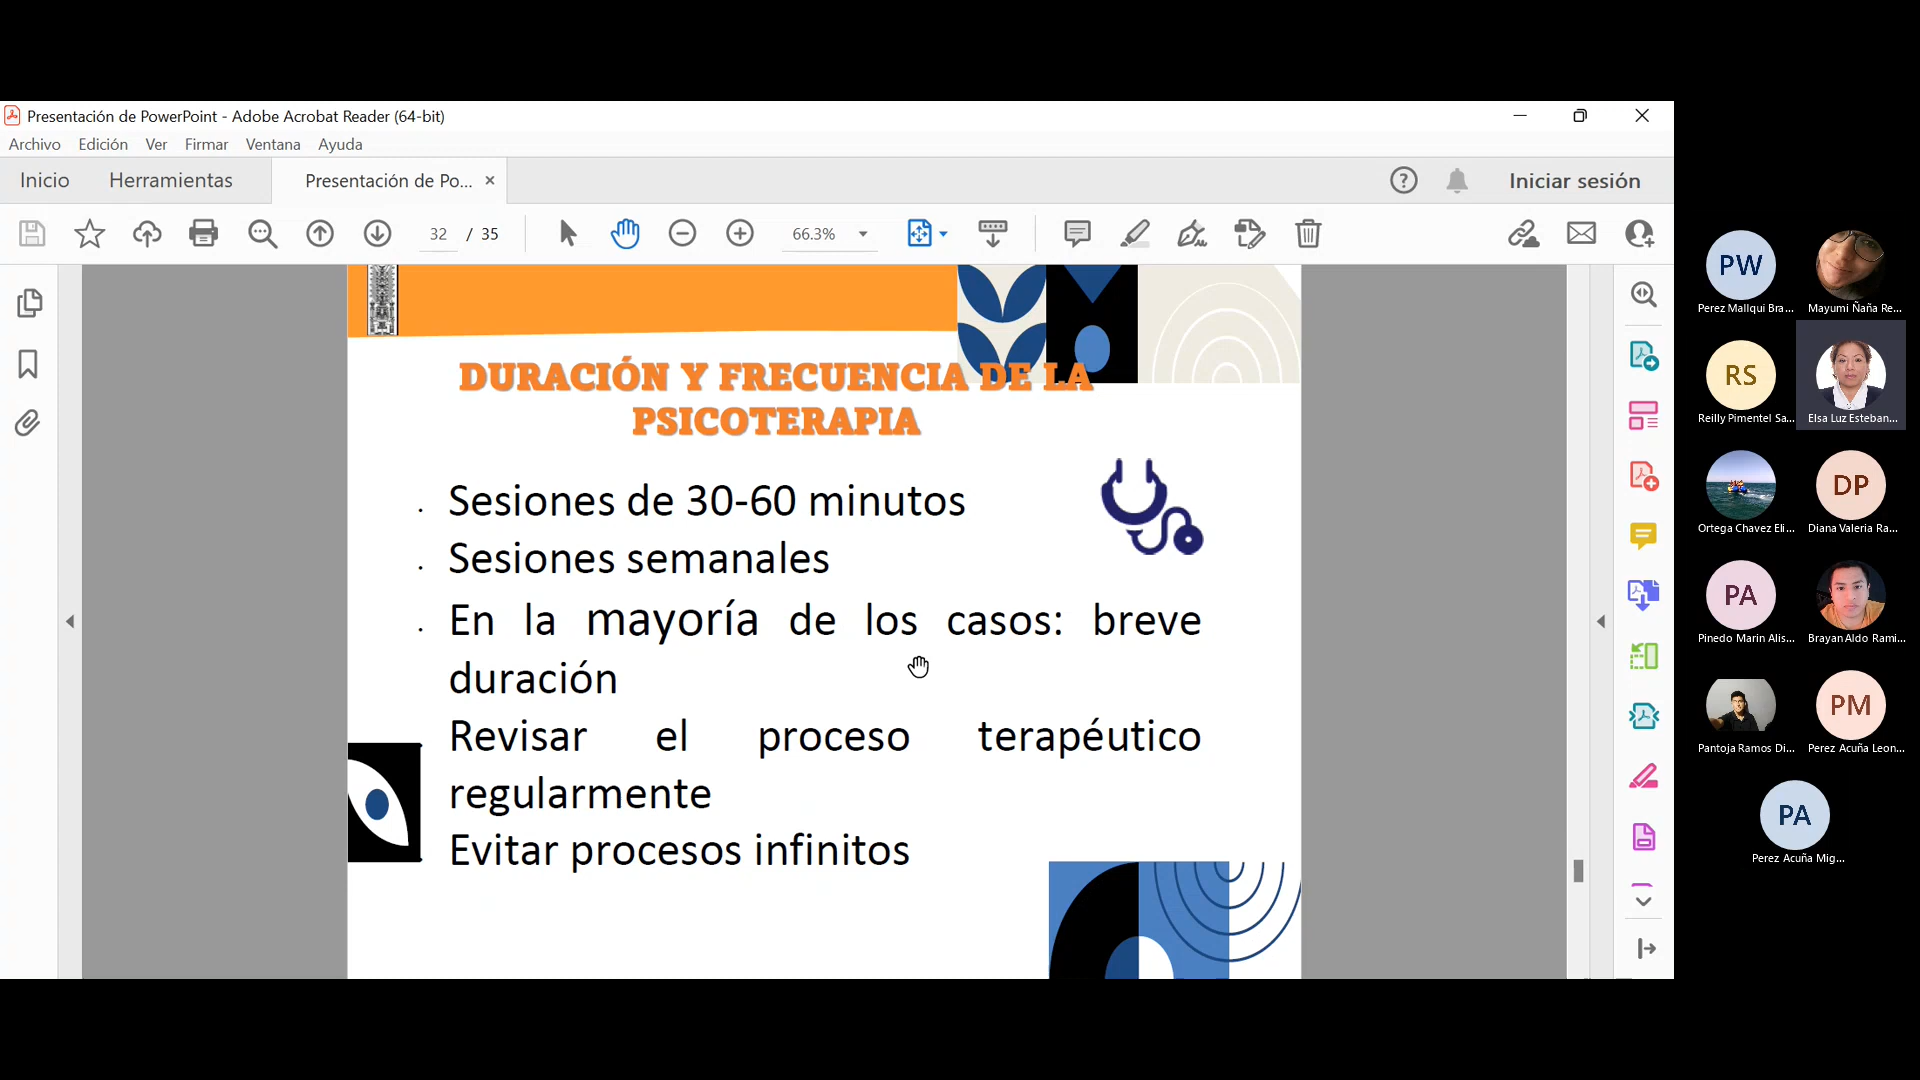 Presentación de PowerPoint - Adobe Acrobat Reader (64-bit)
Archivo Edición Ver Firmar Ventana Ayuda
Inicio Herramientas Presentación de Po... × Iniciar sesión
32 / 35 66.3%
DURACIÓN Y FRECUENCIA DE LA
PSICOTERAPIA
. Sesiones de 30-60 minutos
. Sesiones semanales
. En la mayoría de los casos: breve
duración
Revisar el proceso terapéutico
regularmente
Evitar procesos infinitos
PW
Perez Mallqui Bra... Mayumi Ñaña Re...
RS
Reilly Pimentel Sa... Elsa Luz Esteban...
DP
Ortega Chavez Eli... Diana Valeria Ra...
PA
Pinedo Marin Alis... Brayan Aldo Rami...
PM
Pantoja Ramos Di... Perez Acuña Leon...
PA
Perez Acuña Mig...